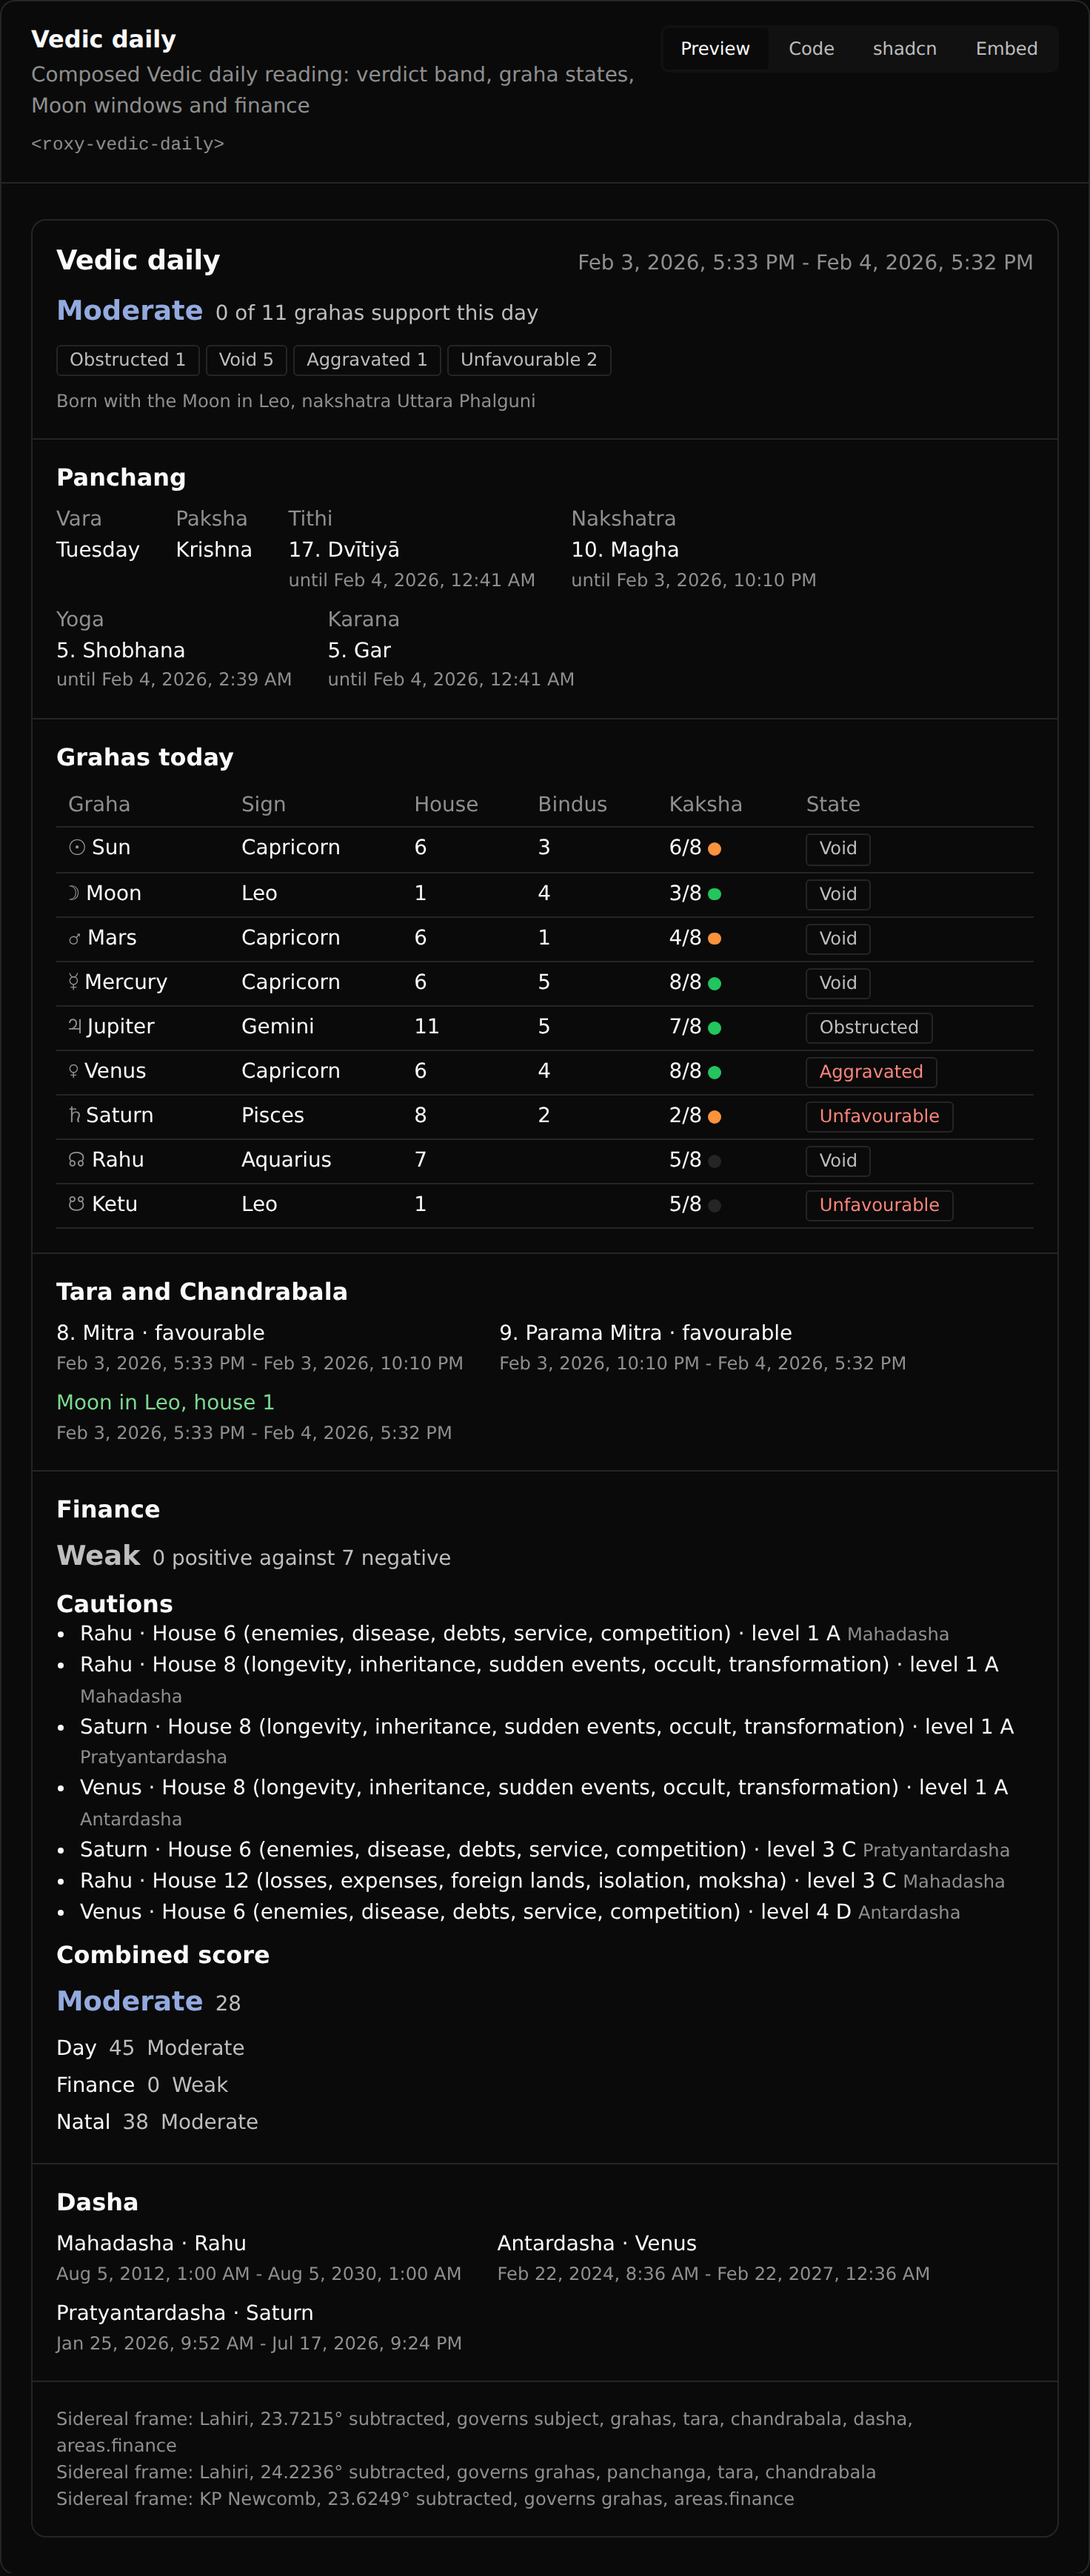 Vedic daily
Preview Code shadcn Embed
Composed Vedic daily reading: verdict band, graha states,
Moon windows and finance
<roxy-vedic-daily>
Vedic daily
Feb 3, 2026, 5:33 PM - Feb 4, 2026, 5:32 PM
Moderate 0 of 11 grahas support this day
Obstructed 1 Void 5 Aggravated 1 Unfavourable 2
Born with the Moon in Leo, nakshatra Uttara Phalguni
Panchang
Vara Paksha Tithi Nakshatra
Tuesday Krishna 17. Dvītiyā 10. Magha
until Feb 4, 2026, 12:41 AM until Feb 3, 2026, 10:10 PM
Yoga Karana
5. Shobhana 5. Gar
until Feb 4, 2026, 2:39 AM until Feb 4, 2026, 12:41 AM
Grahas today
Graha Sign House Bindus Kaksha State
☉ Sun Capricorn 6 3 6/8 Void
☽ Moon Leo 1 4 3/8 Void
♂ Mars Capricorn 6 1 4/8 Void
☿ Mercury Capricorn 6 5 8/8 Void
♃ Jupiter Gemini 11 5 7/8 Obstructed
♀ Venus Capricorn 6 4 8/8 Aggravated
♄ Saturn Pisces 8 2 2/8 Unfavourable
☊ Rahu Aquarius 7 5/8 Void
☋ Ketu Leo 1 5/8 Unfavourable
Tara and Chandrabala
8. Mitra · favourable 9. Parama Mitra · favourable
Feb 3, 2026, 5:33 PM - Feb 3, 2026, 10:10 PM Feb 3, 2026, 10:10 PM - Feb 4, 2026, 5:32 PM
Moon in Leo, house 1
Feb 3, 2026, 5:33 PM - Feb 4, 2026, 5:32 PM
Finance
Weak 0 positive against 7 negative
Cautions
• Rahu · House 6 (enemies, disease, debts, service, competition) · level 1 A Mahadasha
• Rahu · House 8 (longevity, inheritance, sudden events, occult, transformation) · level 1 A
Mahadasha
• Saturn · House 8 (longevity, inheritance, sudden events, occult, transformation) · level 1 A
Pratyantardasha
• Venus · House 8 (longevity, inheritance, sudden events, occult, transformation) · level 1 A
Antardasha
• Saturn · House 6 (enemies, disease, debts, service, competition) · level 3 C Pratyantardasha
• Rahu · House 12 (losses, expenses, foreign lands, isolation, moksha) · level 3 C Mahadasha
• Venus · House 6 (enemies, disease, debts, service, competition) · level 4 D Antardasha
Combined score
Moderate 28
Day 45 Moderate
Finance 0 Weak
Natal 38 Moderate
Dasha
Mahadasha · Rahu Antardasha · Venus
Aug 5, 2012, 1:00 AM - Aug 5, 2030, 1:00 AM Feb 22, 2024, 8:36 AM - Feb 22, 2027, 12:36 AM
Pratyantardasha · Saturn
Jan 25, 2026, 9:52 AM - Jul 17, 2026, 9:24 PM
Sidereal frame: Lahiri, 23.7215° subtracted, governs subject, grahas, tara, chandrabala, dasha,
areas.finance
Sidereal frame: Lahiri, 24.2236° subtracted, governs grahas, panchanga, tara, chandrabala
Sidereal frame: KP Newcomb, 23.6249° subtracted, governs grahas, areas.finance